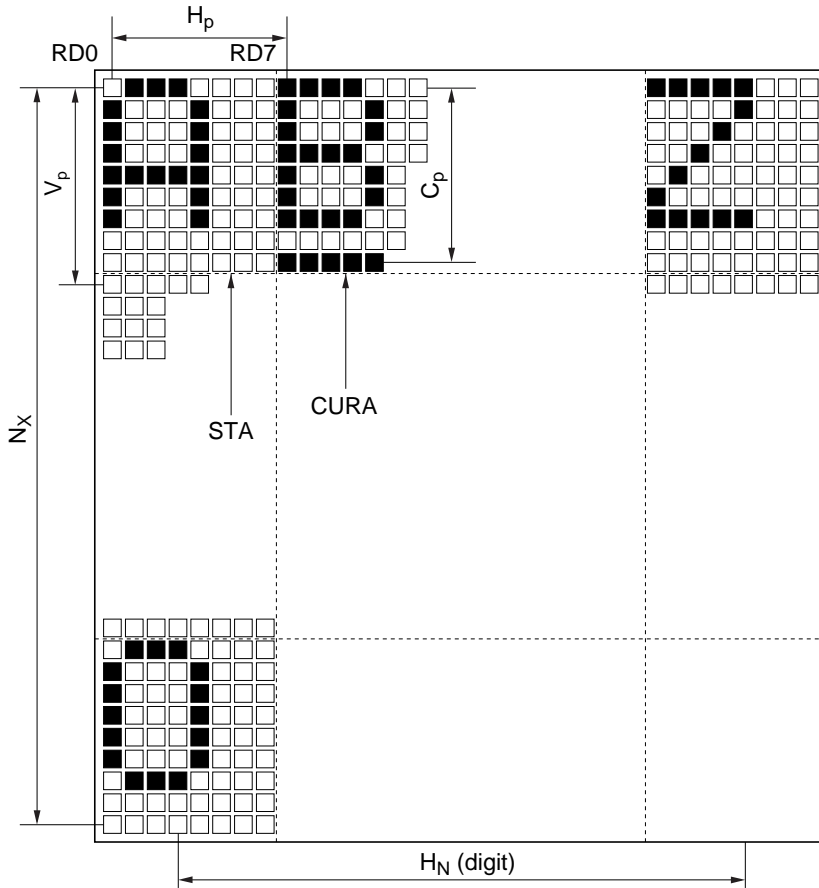 Hp
RD0 RD7
A B Z
Vp
Cp
STA CURA
NX
O
HN (digit)